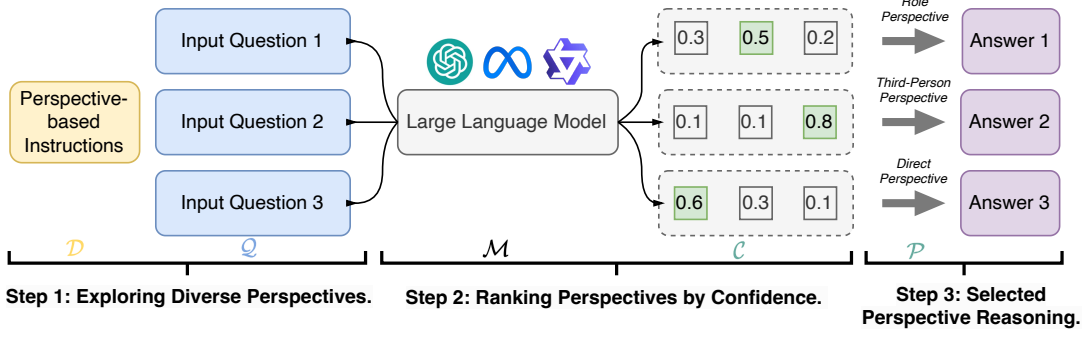 Perspective-
based
Instructions
Input Question 1
Input Question 2
Input Question 3
Large Language Model
0.3 0.5 0.2
0.1 0.1 0.8
0.6 0.3 0.1
Role
Perspective
Third-Person
Perspective
Direct
Perspective
Answer 1
Answer 2
Answer 3
𝒟 𝒬 ℳ 𝒞 𝒫
Step 1: Exploring Diverse Perspectives.
Step 2: Ranking Perspectives by Confidence.
Step 3: Selected
Perspective Reasoning.